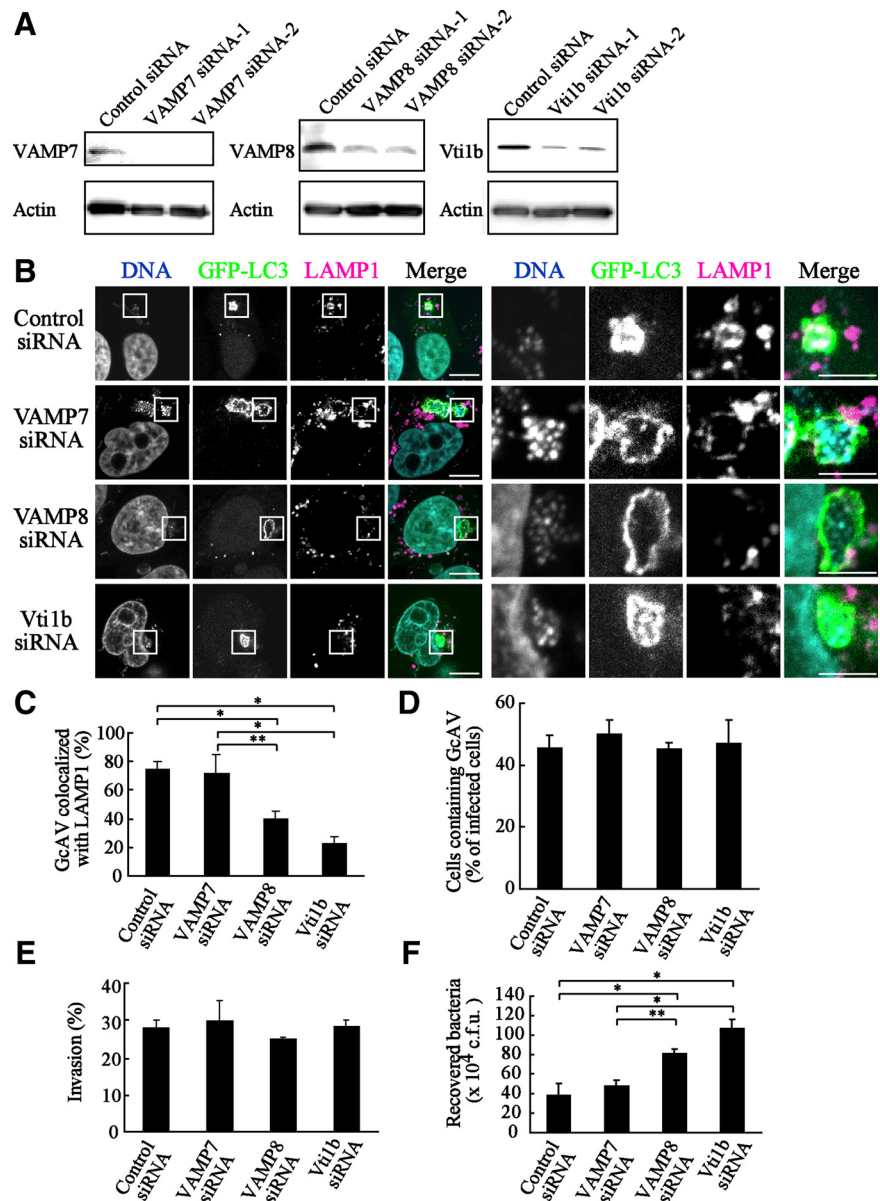 A
Control siRNA
VAMP7 siRNA-1
VAMP7 siRNA-2
Control siRNA
VAMP8 siRNA-1
VAMP8 siRNA-2
Control siRNA
Vti1b siRNA-1
Vti1b siRNA-2
VAMP7
VAMP8
Vti1b
Actin
Actin
Actin
B
DNA GFP-LC3 LAMP1 Merge DNA GFP-LC3 LAMP1 Merge
Control
siRNA
VAMP7
siRNA
VAMP8
siRNA
Vti1b
siRNA
C
GcAV colocalized
with LAMP1 (%)
100
80
60
40
20
0
*
*
*
**
Control
siRNA
VAMP7
siRNA
VAMP8
siRNA
Vti1b
siRNA
D
Cells containing GcAV
(% of infected cells)
60
40
20
0
Control
siRNA
VAMP7
siRNA
VAMP8
siRNA
Vti1b
siRNA
E
Invasion (%)
40
30
20
30
0
Control
siRNA
VAMP7
siRNA
VAMP8
siRNA
Vti1b
siRNA
F
Recovered bacteria
(x 10⁴ c.f.u. )
140
120
100
80
60
40
20
0
*
*
*
**
Control
siRNA
VAMP7
siRNA
VAMP8
siRNA
Vti1b
siRNA